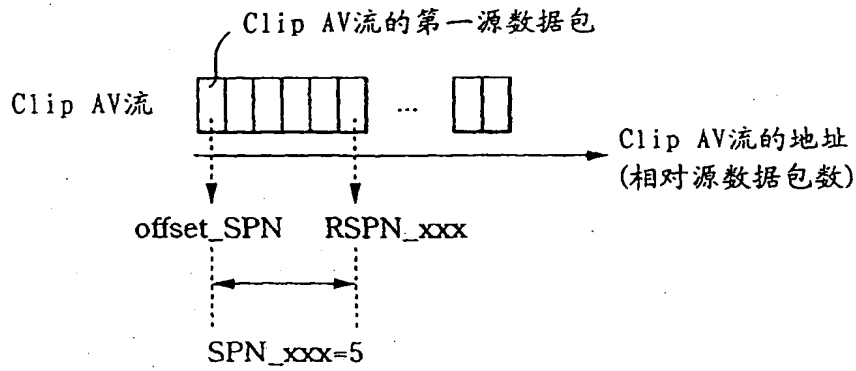 Clip AV流的第一源数据包
Clip AV流
...
Clip AV流的地址
(相对源数据包数)
offset_SPN RSPN_xxx
SPN_xxx=5